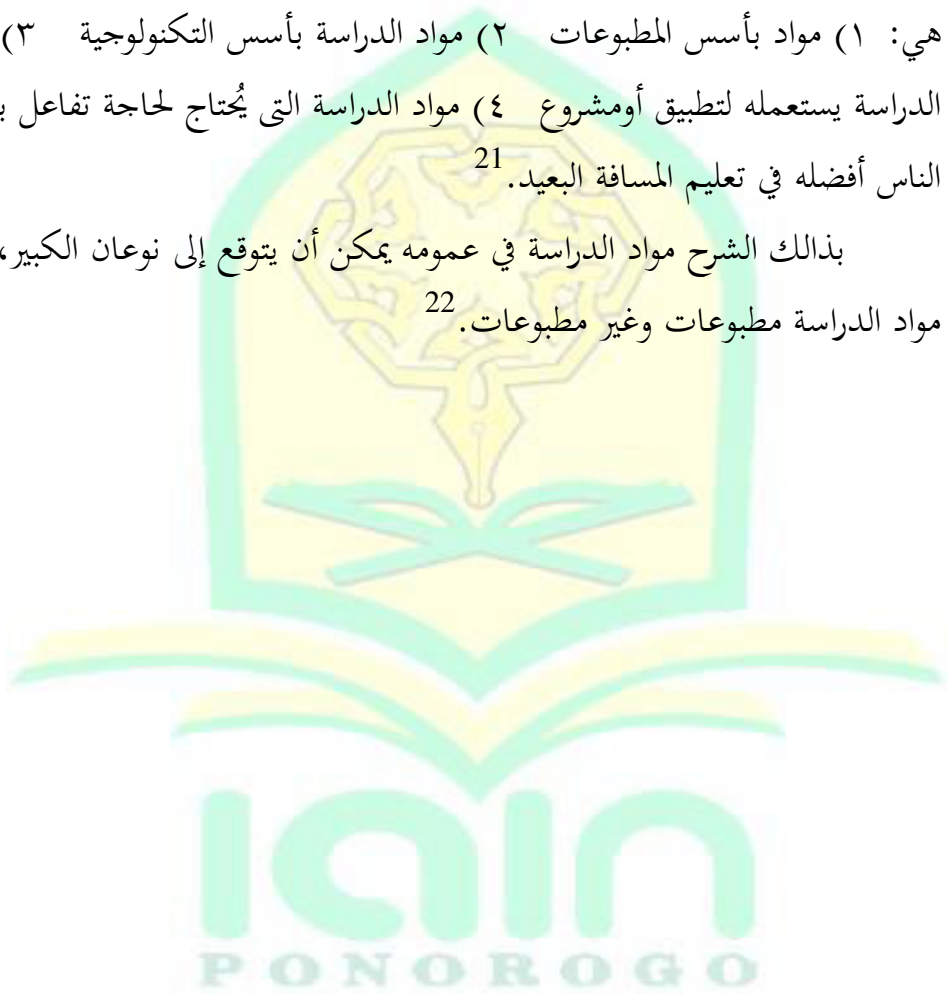 هي: ١) مواد بأسس المطبوعات ٢) مواد الدراسة بأسس التكنولوجية ٣)
الدراسة يستعمله لتطبيق أومشروع ٤) مواد الدراسة التى يُحتاج لحاجة تفاعل
الناس أفضله في تعليم المسافة البعيد.21
بذالك الشرح مواد الدراسة في عمومه يمكن أن يتوقع إلى نوعان الكبير،
مواد الدراسة مطبوعات وغير مطبوعات.22
iain
PONOROGO